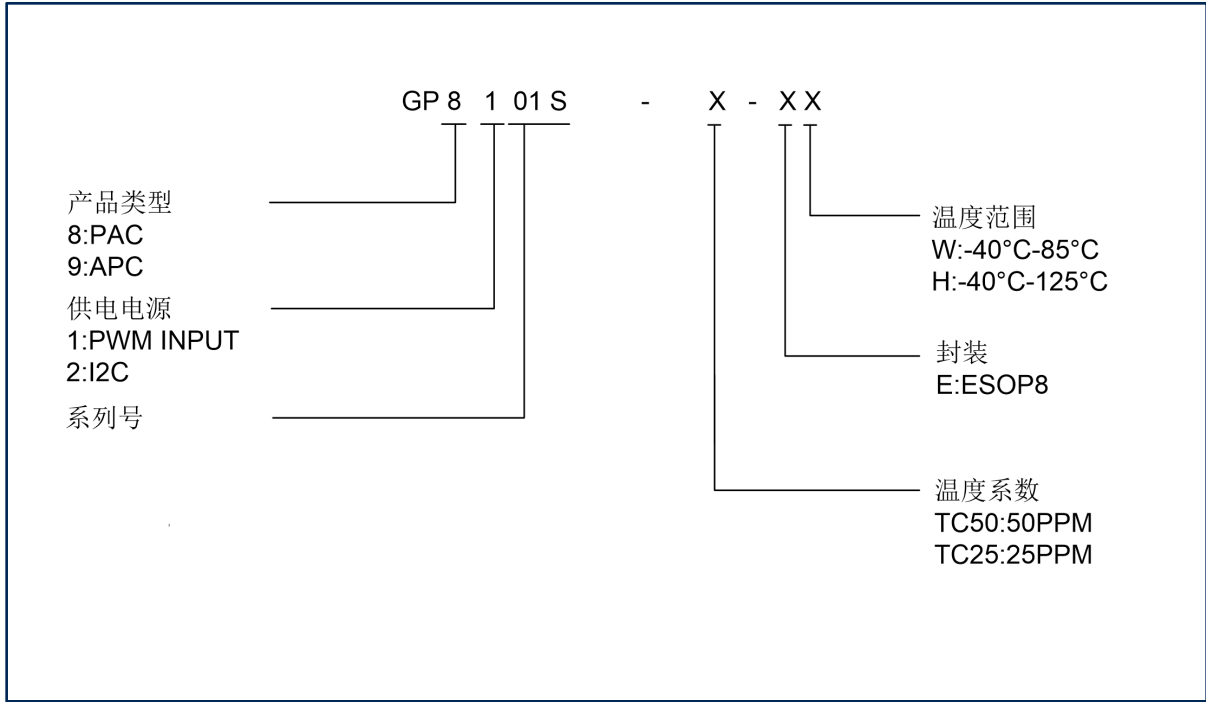 GP 8 1 01 S - X - X X
产品类型
8:PAC
9:APC
供电电源
1:PWM INPUT
2:I2C
系列号
温度范围
W:-40°C-85°C
H:-40°C-125°C
封装
E:ESOP8
温度系数
TC50:50PPM
TC25:25PPM